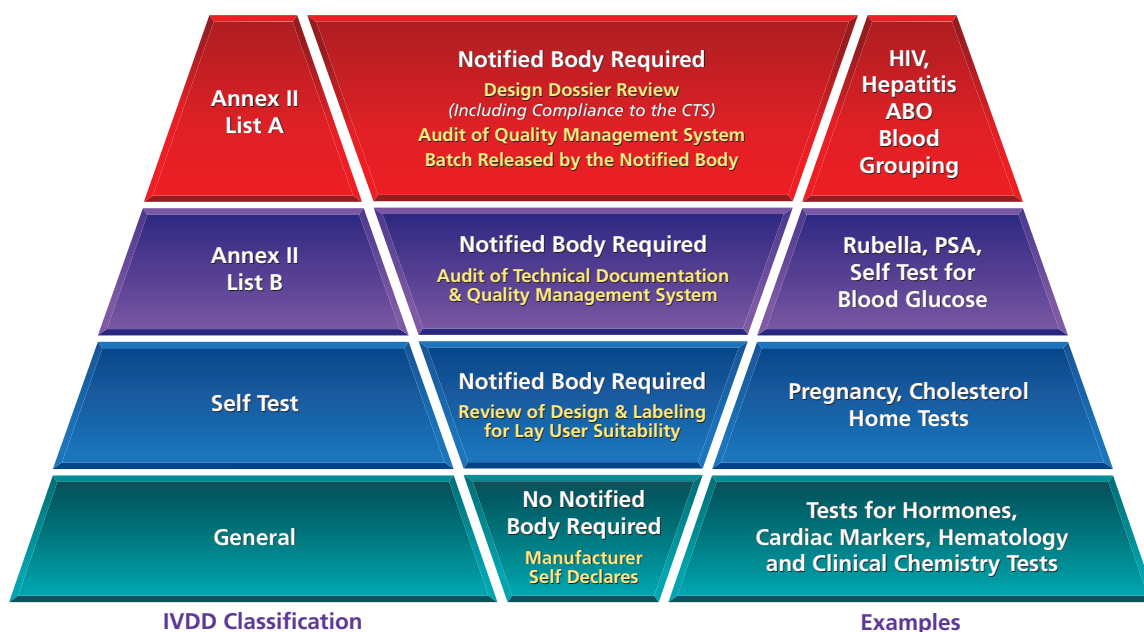 Annex II
List A
Notified Body Required
Design Dossier Review
(Including Compliance to the CTS)
Audit of Quality Management System
Batch Released by the Notified Body
HIV,
Hepatitis
ABO
Blood
Grouping
Annex II
List B
Notified Body Required
Audit of Technical Documentation
& Quality Management System
Rubella, PSA,
Self Test for
Blood Glucose
Self Test
Notified Body Required
Review of Design & Labeling
for Lay User Suitability
Pregnancy, Cholesterol
Home Tests
General
No Notified
Body Required
Manufacturer
Self Declares
Tests for Hormones,
Cardiac Markers, Hematology
and Clinical Chemistry Tests
IVDD Classification
Examples